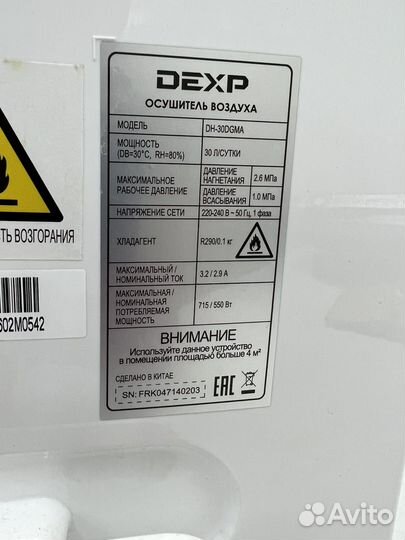 DEXP
ОСУШИТЕЛЬ ВОЗДУХА
МОДЕЛЬ DH-30DGMA
МОЩНОСТЬ
(DB=30°C, RH=80%) 30 Л/СУТКИ
МАКСИМАЛЬНОЕ
РАБОЧЕЕ ДАВЛЕНИЕ
ДАВЛЕНИЕ
НАГНЕТАНИЯ 2.6 МПа
ДАВЛЕНИЕ
ВСАСЫВАНИЯ 1.0 МПа
НАПРЯЖЕНИЕ СЕТИ 220-240 В ~ 50 Гц, 1 фаза
ХЛАДАГЕНТ R290/0.1 кг
МАКСИМАЛЬНЫЙ /
НОМИНАЛЬНЫЙ ТОК 3.2 / 2.9 А
МАКСИМАЛЬНАЯ /
НОМИНАЛЬНАЯ
ПОТРЕБЛЯЕМАЯ
МОЩНОСТЬ 715 / 550 Вт
ВНИМАНИЕ
Используйте данное устройство
в помещении площадью больше 4 м²
СДЕЛАНО В КИТАЕ
SN: FRK047140203
EAC
ТЬ ВОЗГОРАНИЯ
602M0542
Avito